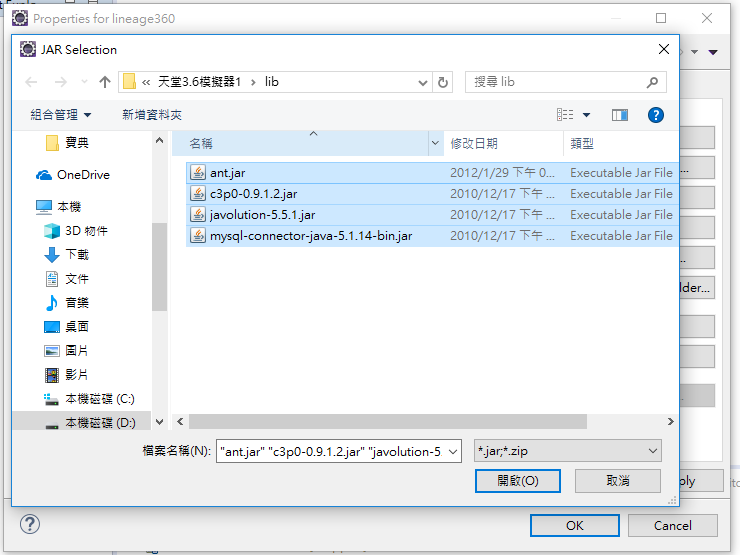 Properties for lineage360
JAR Selection
« 天堂3.6模擬器1 › lib
搜尋 lib
組合管理
新增資料夾
寶典
OneDrive
本機
3D 物件
下載
文件
音樂
桌面
圖片
影片
本機磁碟 (C:)
本機磁碟 (D:)
名稱 修改日期 類型
ant.jar 2012/1/29 下午 0... Executable Jar File
c3p0-0.9.1.2.jar 2010/12/17 下午 ... Executable Jar File
javolution-5.5.1.jar 2010/12/17 下午 ... Executable Jar File
mysql-connector-java-5.1.14-bin.jar 2010/12/17 下午 ... Executable Jar File
lder...
檔案名稱(N): "ant.jar" "c3p0-0.9.1.2.jar" "javolution-5. *.jar;*.zip
開啟(O) 取消
ply
OK Cancel